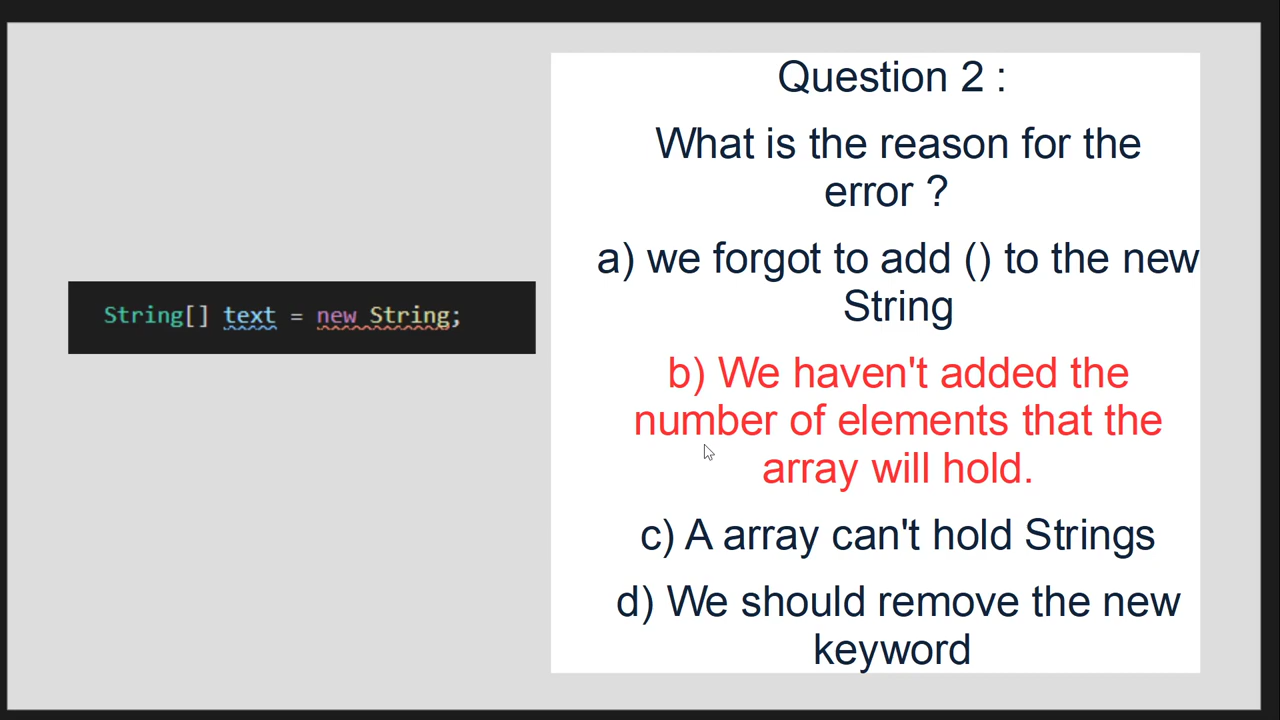 String[] text = new String;
Question 2 :
What is the reason for the
error ?
a) we forgot to add () to the new
String
b) We haven't added the
number of elements that the
array will hold.
c) A array can't hold Strings
d) We should remove the new
keyword